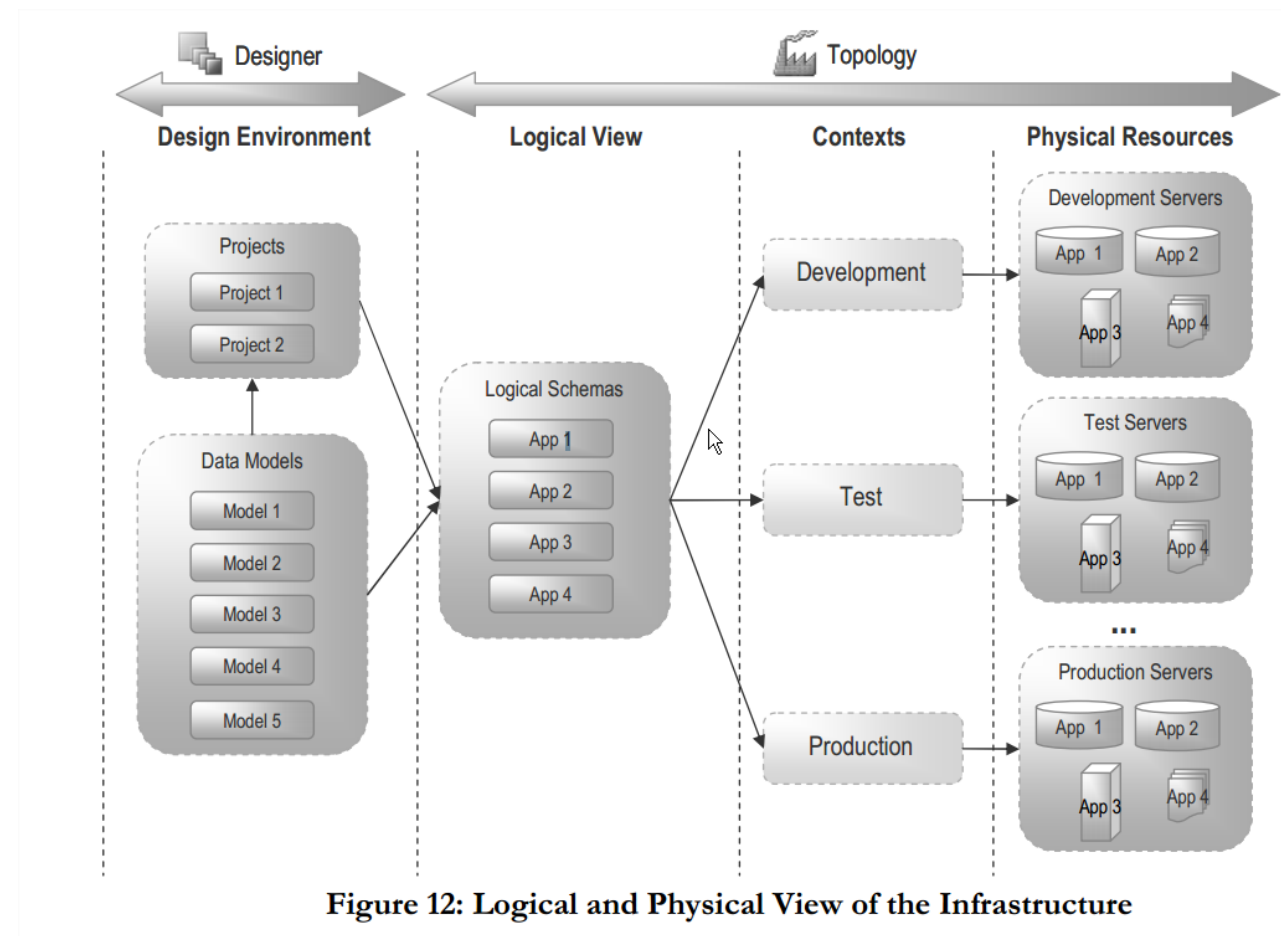 Designer
Topology
Design Environment
Logical View
Contexts
Physical Resources
Projects
Project 1
Project 2
Data Models
Model 1
Model 2
Model 3
Model 4
Model 5
Logical Schemas
App 1
App 2
App 3
App 4
Development
Test
Production
Development Servers
App 1
App 2
App 3
App 4
Test Servers
App 1
App 2
App 3
App 4
...
Production Servers
App 1
App 2
App 3
App 4
Figure 12: Logical and Physical View of the Infrastructure